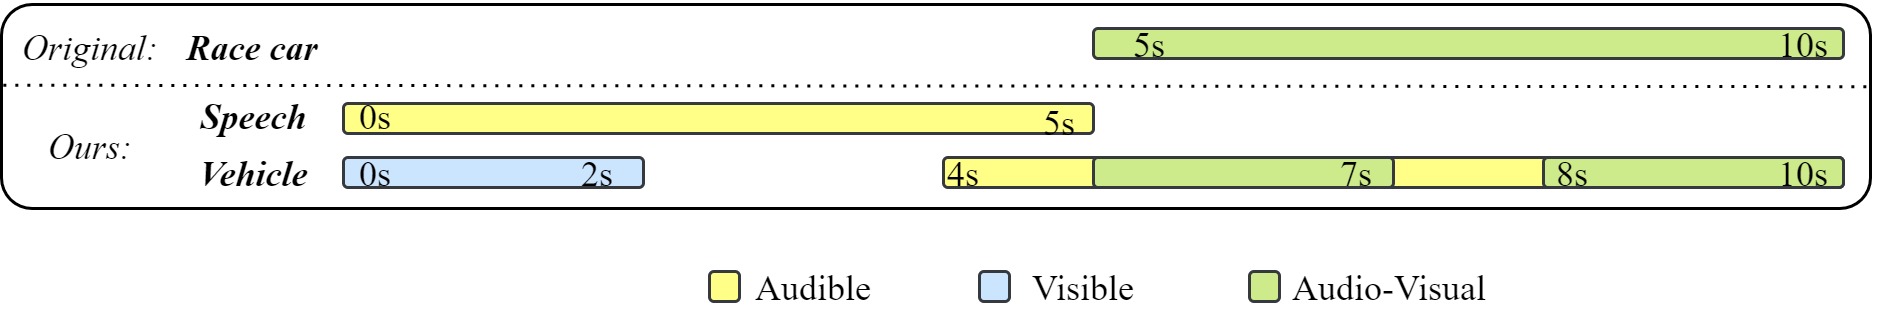 Original: Race car 5s 10s
Speech 0s 5s
Ours:
Vehicle 0s 2s 4s 7s 8s 10s
Audible Visible Audio-Visual